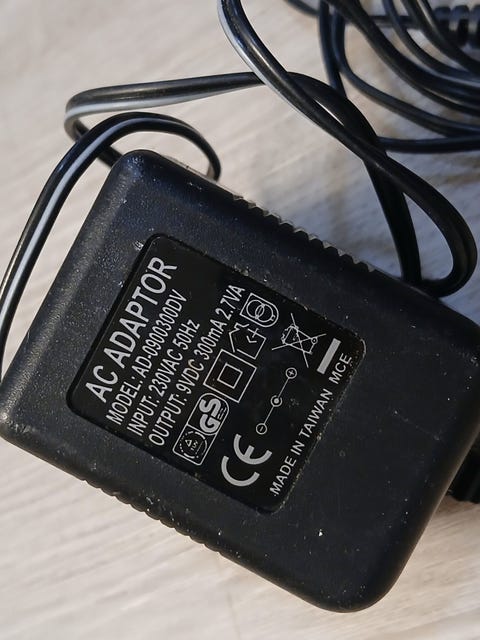 AC ADAPTOR
MODEL: AD-0900300DV
INPUT: 230VAC 50Hz
OUTPUT: 9VDC 300mA 2.7VA
GS
CE
MADE IN TAIWAN MCE